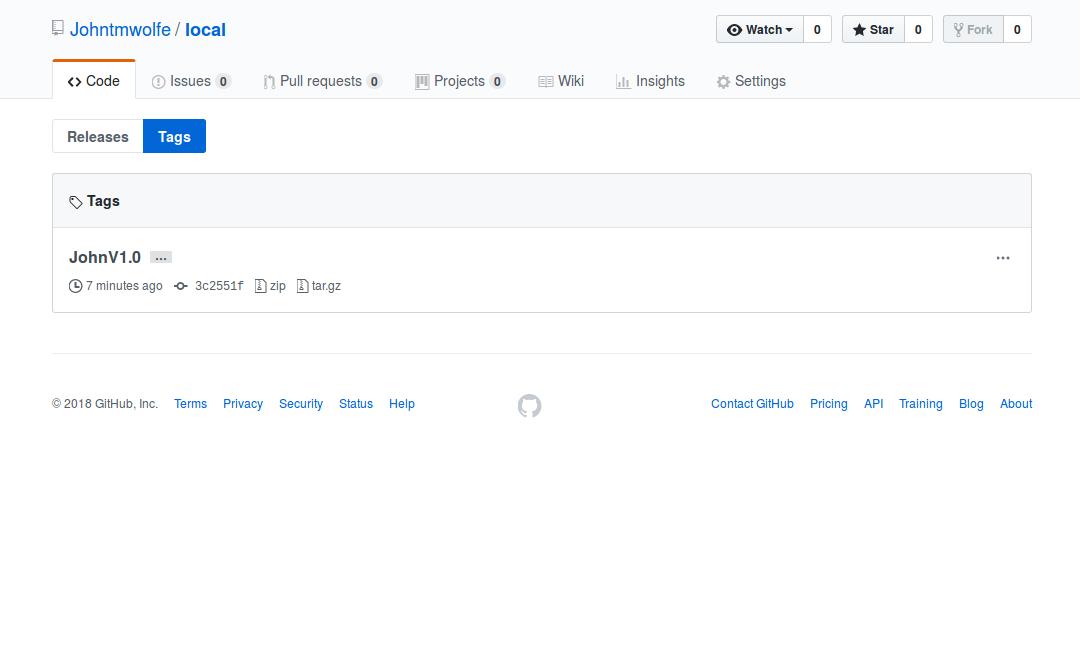 Johntmwolfe / local Watch 0 Star 0 Fork 0
Code Issues 0 Pull requests 0 Projects 0 Wiki Insights Settings
Releases Tags
Tags
JohnV1.0 ...
7 minutes ago 3c2551f zip tar.gz
© 2018 GitHub, Inc. Terms Privacy Security Status Help Contact GitHub Pricing API Training Blog About